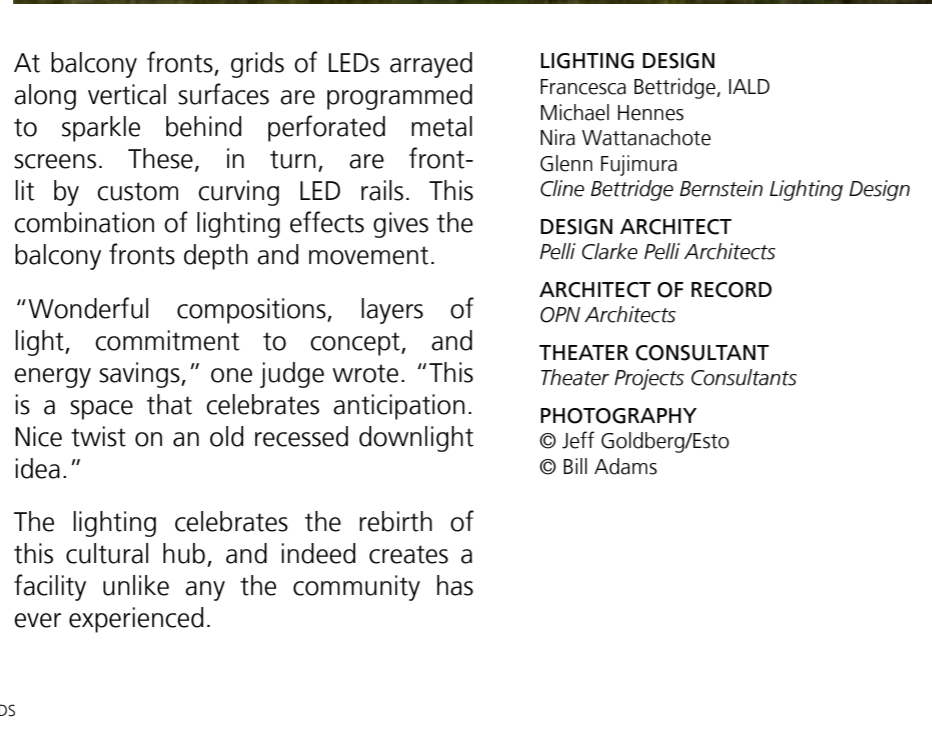 At balcony fronts, grids of LEDs arrayed
along vertical surfaces are programmed
to sparkle behind perforated metal
screens. These, in turn, are front-
lit by custom curving LED rails. This
combination of lighting effects gives the
balcony fronts depth and movement.
“Wonderful compositions, layers of
light, commitment to concept, and
energy savings,” one judge wrote. “This
is a space that celebrates anticipation.
Nice twist on an old recessed downlight
idea.”
The lighting celebrates the rebirth of
this cultural hub, and indeed creates a
facility unlike any the community has
ever experienced.
LIGHTING DESIGN
Francesca Bettridge, IALD
Michael Hennes
Nira Wattanachote
Glenn Fujimura
Cline Bettridge Bernstein Lighting Design
DESIGN ARCHITECT
Pelli Clarke Pelli Architects
ARCHITECT OF RECORD
OPN Architects
THEATER CONSULTANT
Theater Projects Consultants
PHOTOGRAPHY
© Jeff Goldberg/Esto
© Bill Adams
DS